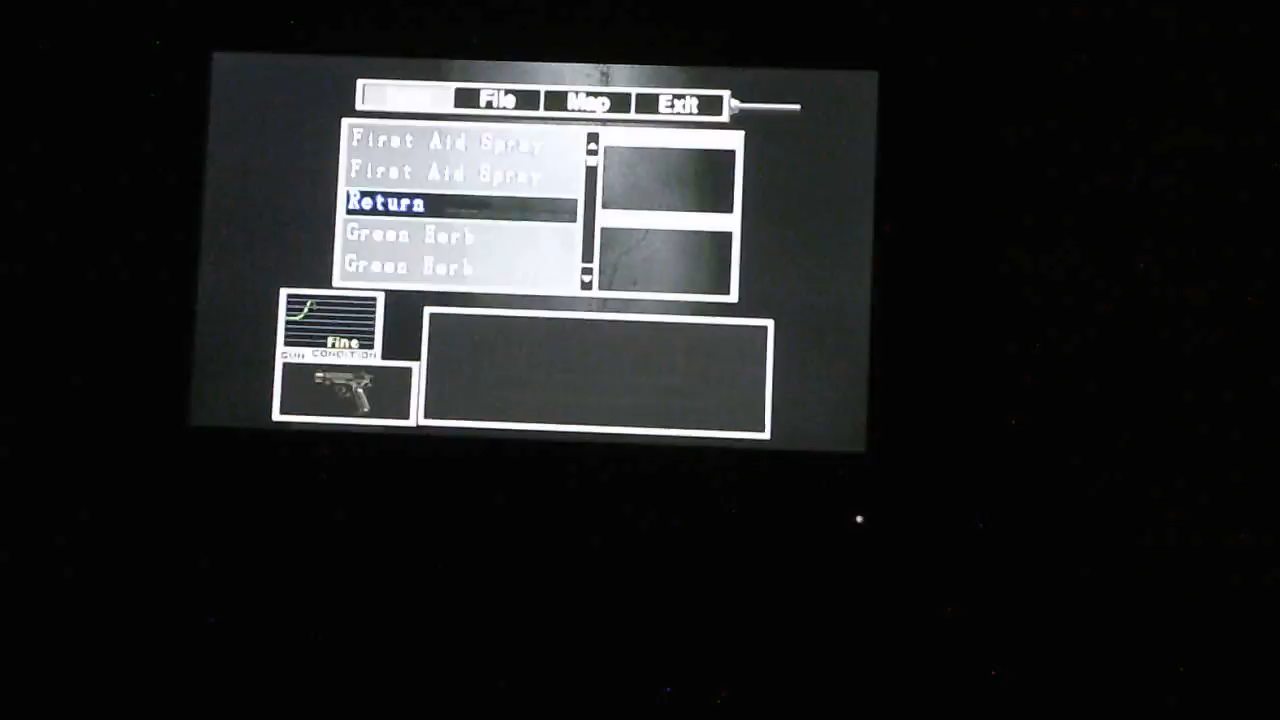 File Map Exit
First Aid Spray
First Aid Spray
Return
Green Herb
Green Herb
Fine
GUN CONDITION